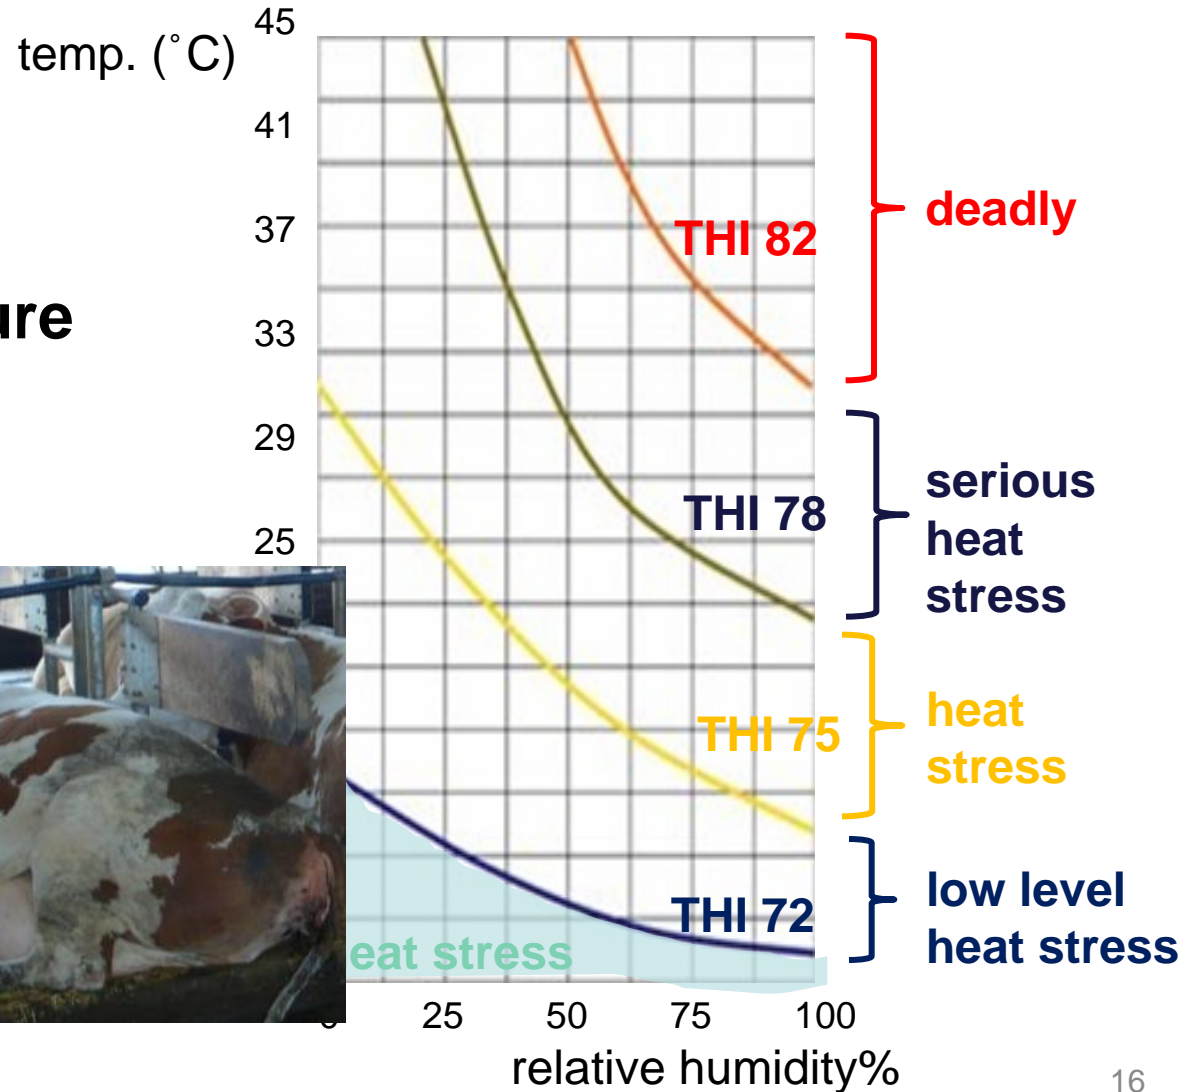 45
temp. (˚C)
41
deadly
37
THI 82
ure
33
29
serious
THI 78
heat
25
stress
heat
THI 75
stress
low level
THI 72
heat stress
eat stress
25
50
75
100
relative humidity%
16